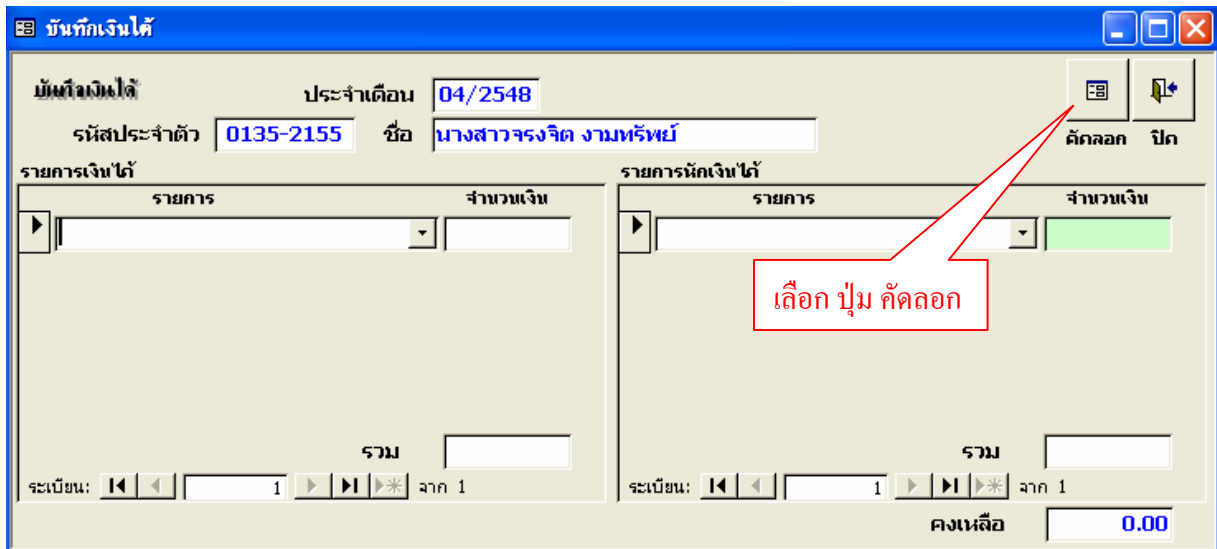 บันทึกเงินได้
บันทึกเงินได้
ประจำเดือน 04/2548
รหัสประจำตัว 0135-2155 ชื่อ นางสาวจรงจิต งามทรัพย์
คัดลอก ปิด
รายการเงินได้
รายการ จำนวนเงิน
รวม
ระเบียน: 1 จาก 1
รายการหักเงินได้
รายการ จำนวนเงิน
เลือก ปุ่ม คัดลอก
รวม
ระเบียน: 1 จาก 1
คงเหลือ 0.00